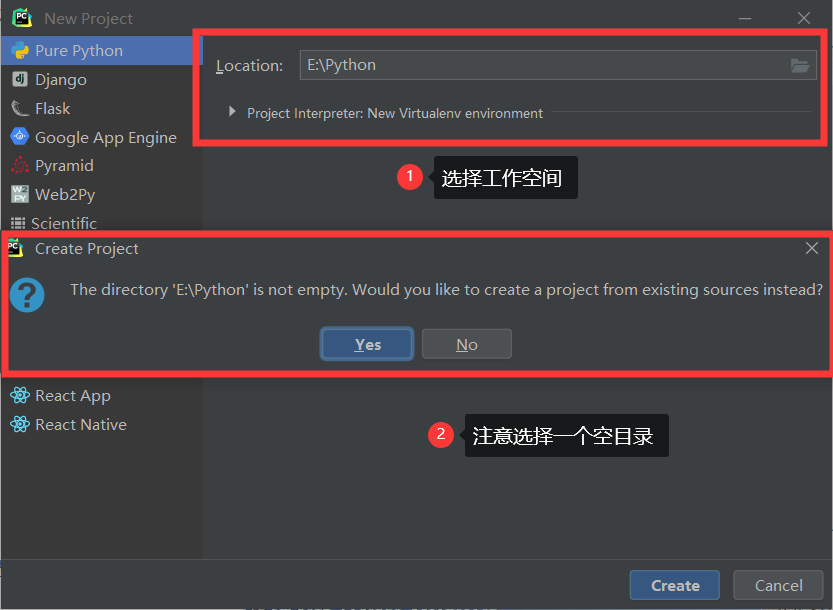 New Project
Pure Python
Django
Flask
Google App Engine
Pyramid
Web2Py
Scientific
Location:
E:\Python
Project Interpreter: New Virtualenv environment
1
选择工作空间
Create Project
The directory 'E:\Python' is not empty. Would you like to create a project from existing sources instead?
Yes
No
React App
React Native
2
注意选择一个空目录
Create
Cancel